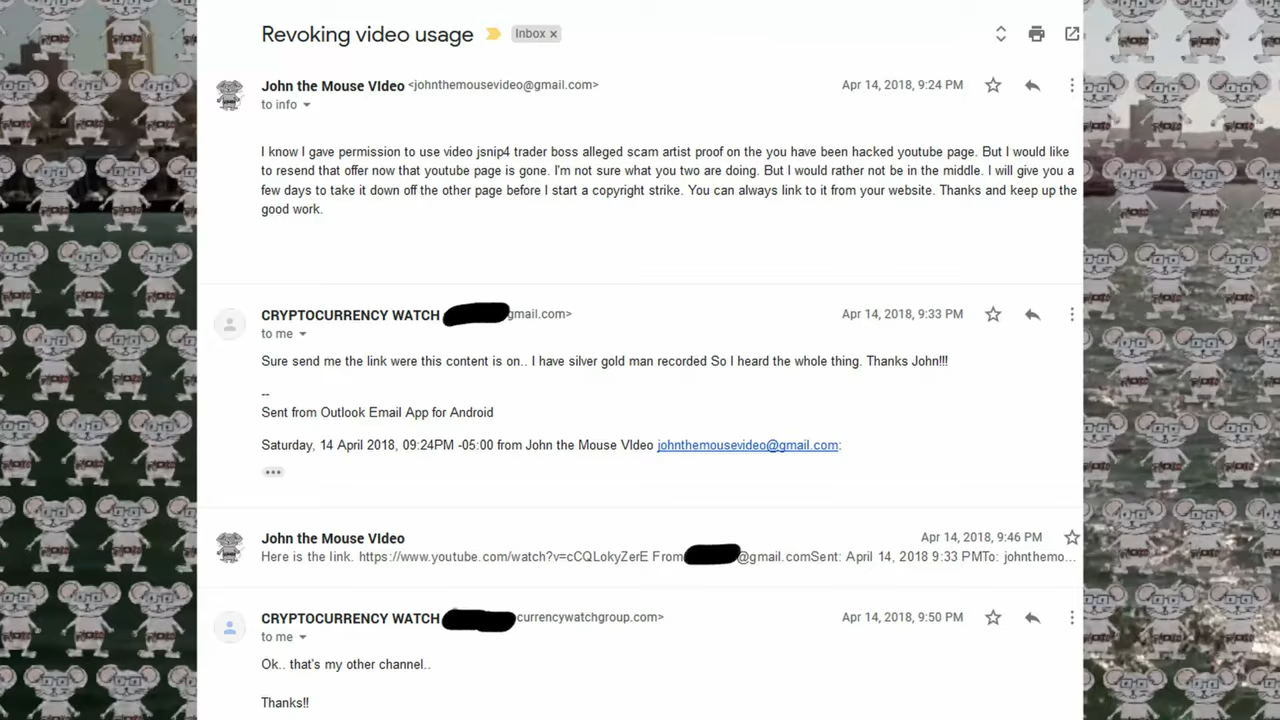 Revoking video usage Inbox ×
John the Mouse VIdeo <johnthemousevideo@gmail.com> Apr 14, 2018, 9:24 PM
to info
I know I gave permission to use video jsnip4 trader boss alleged scam artist proof on the you have been hacked youtube page. But I would like
to resend that offer now that youtube page is gone. I'm not sure what you two are doing. But I would rather not be in the middle. I will give you a
few days to take it down off the other page before I start a copyright strike. You can always link to it from your website. Thanks and keep up the
good work.
CRYPTOCURRENCY WATCH gmail.com> Apr 14, 2018, 9:33 PM
to me
Sure send me the link were this content is on.. I have silver gold man recorded So I heard the whole thing. Thanks John!!!
--
Sent from Outlook Email App for Android
Saturday, 14 April 2018, 09:24PM -05:00 from John the Mouse VIdeo johnthemousevideo@gmail.com:
•••
John the Mouse VIdeo Apr 14, 2018, 9:46 PM
Here is the link. https://www.youtube.com/watch?v=cCQLokyZerE From @gmail.comSent: April 14, 2018 9:33 PMTo: johnthemo...
CRYPTOCURRENCY WATCH currencywatchgroup.com> Apr 14, 2018, 9:50 PM
to me
Ok.. that's my other channel..
Thanks!!